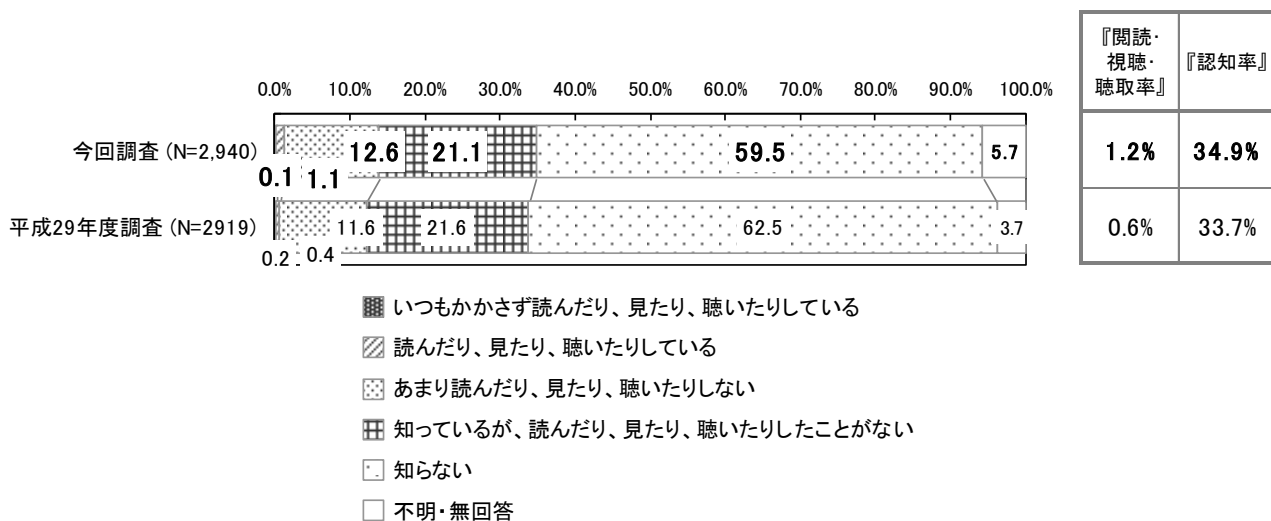 『閲読・
視聴・
聴取率』
『認知率』
0.0% 10.0% 20.0% 30.0% 40.0% 50.0% 60.0% 70.0% 80.0% 90.0% 100.0%
今回調査 (N=2,940)
0.1 1.1 12.6 21.1 59.5 5.7
1.2% 34.9%
平成29年度調査 (N=2919)
0.2 0.4 11.6 21.6 62.5 3.7
0.6% 33.7%
いつもかかさず読んだり、見たり、聴いたりしている
読んだり、見たり、聴いたりしている
あまり読んだり、見たり、聴いたりしない
知っているが、読んだり、見たり、聴いたりしたことがない
知らない
不明・無回答